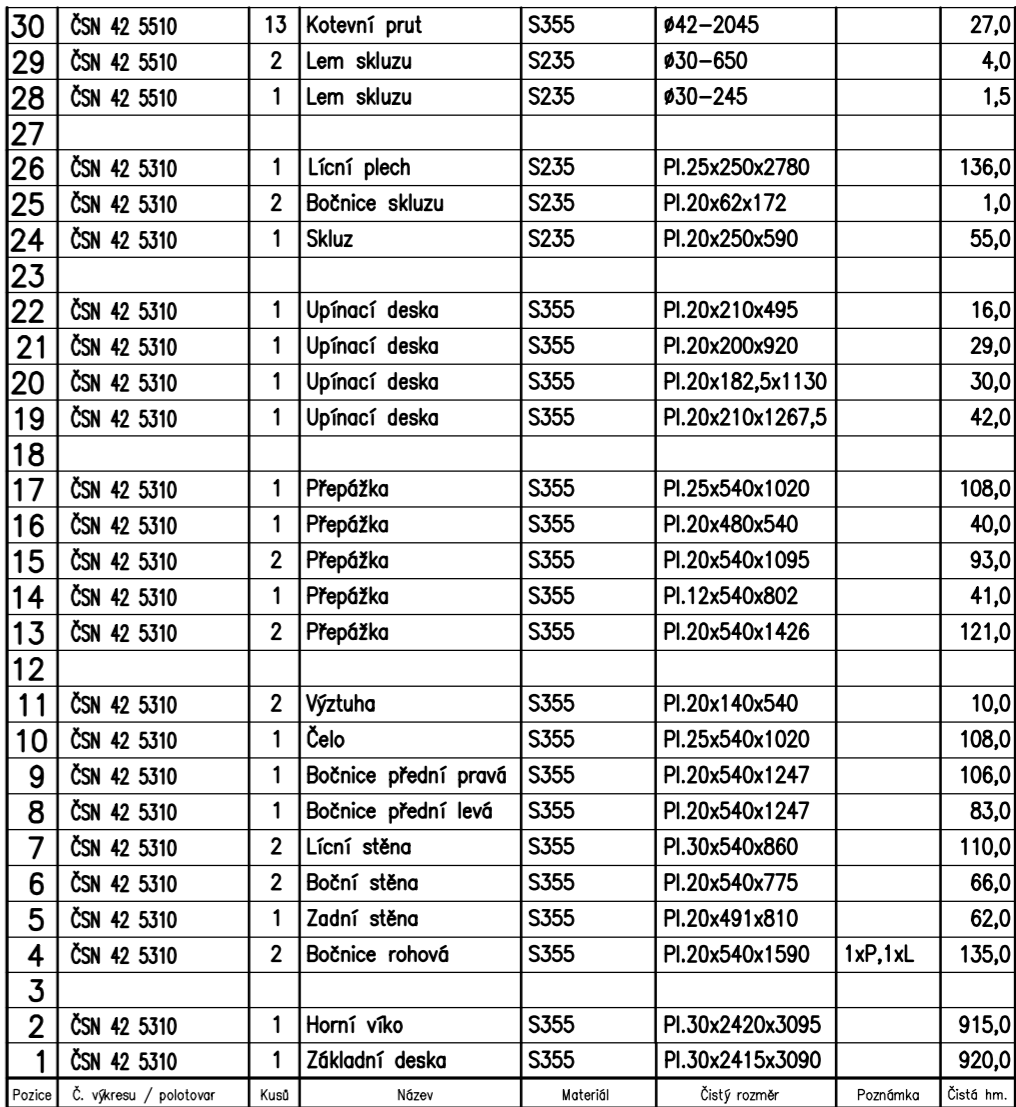 30 ČSN 42 5510 13 Kotevní prut S355 ø42-2045 27,0
29 ČSN 42 5510 2 Lem skluzu S235 ø30-650 4,0
28 ČSN 42 5510 1 Lem skluzu S235 ø30-245 1,5
27
26 ČSN 42 5310 1 Lícní plech S235 Pl.25x250x2780 136,0
25 ČSN 42 5310 2 Bočnice skluzu S235 Pl.20x62x172 1,0
24 ČSN 42 5310 1 Skluz S235 Pl.20x250x590 55,0
23
22 ČSN 42 5310 1 Upínací deska S355 Pl.20x210x495 16,0
21 ČSN 42 5310 1 Upínací deska S355 Pl.20x200x920 29,0
20 ČSN 42 5310 1 Upínací deska S355 Pl.20x182,5x1130 30,0
19 ČSN 42 5310 1 Upínací deska S355 Pl.20x210x1267,5 42,0
18
17 ČSN 42 5310 1 Přepážka S355 Pl.25x540x1020 108,0
16 ČSN 42 5310 1 Přepážka S355 Pl.20x480x540 40,0
15 ČSN 42 5310 2 Přepážka S355 Pl.20x540x1095 93,0
14 ČSN 42 5310 1 Přepážka S355 Pl.12x540x802 41,0
13 ČSN 42 5310 2 Přepážka S355 Pl.20x540x1426 121,0
12
11 ČSN 42 5310 2 Výztuha S355 Pl.20x140x540 10,0
10 ČSN 42 5310 1 Čelo S355 Pl.25x540x1020 108,0
9 ČSN 42 5310 1 Bočnice přední pravá S355 Pl.20x540x1247 106,0
8 ČSN 42 5310 1 Bočnice přední levá S355 Pl.20x540x1247 83,0
7 ČSN 42 5310 2 Lícní stěna S355 Pl.30x540x860 110,0
6 ČSN 42 5310 2 Boční stěna S355 Pl.20x540x775 66,0
5 ČSN 42 5310 1 Zadní stěna S355 Pl.20x491x810 62,0
4 ČSN 42 5310 2 Bočnice rohová S355 Pl.20x540x1590 1xP,1xL 135,0
3
2 ČSN 42 5310 1 Horní víko S355 Pl.30x2420x3095 915,0
1 ČSN 42 5310 1 Základní deska S355 Pl.30x2415x3090 920,0
Pozice Č. výkresu / polotovar Kusů Název Materiál Čistý rozměr Poznámka Čistá hm.